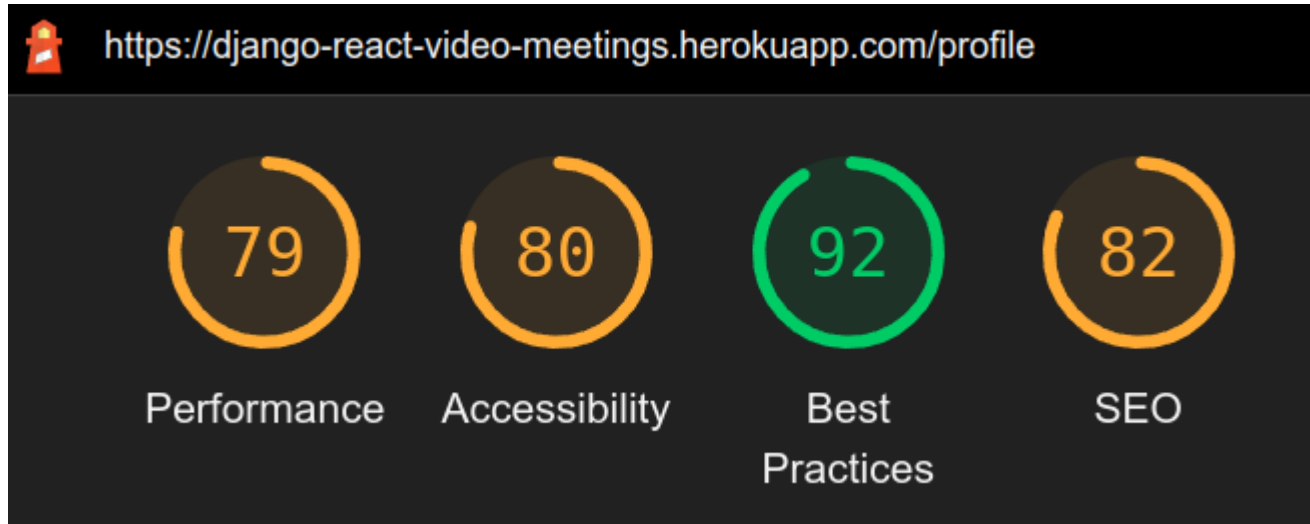 https://django-react-video-meetings.herokuapp.com/profile
79 80 92 82
Performance Accessibility Best SEO
Practices